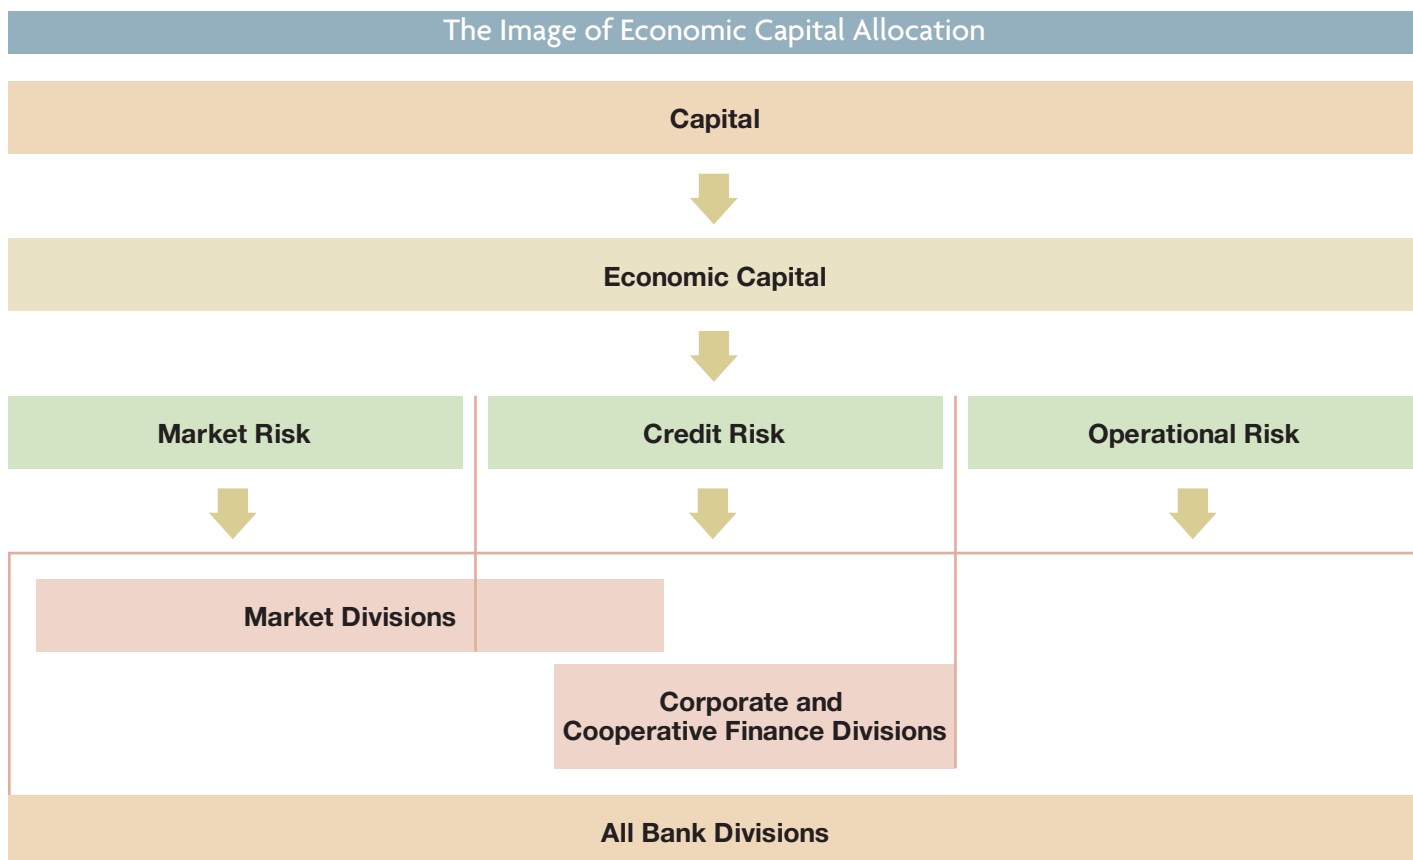 The Image of Economic Capital Allocation
Capital
Economic Capital
Market Risk
Credit Risk
Operational Risk
Market Divisions
Corporate and
Cooperative Finance Divisions
All Bank Divisions